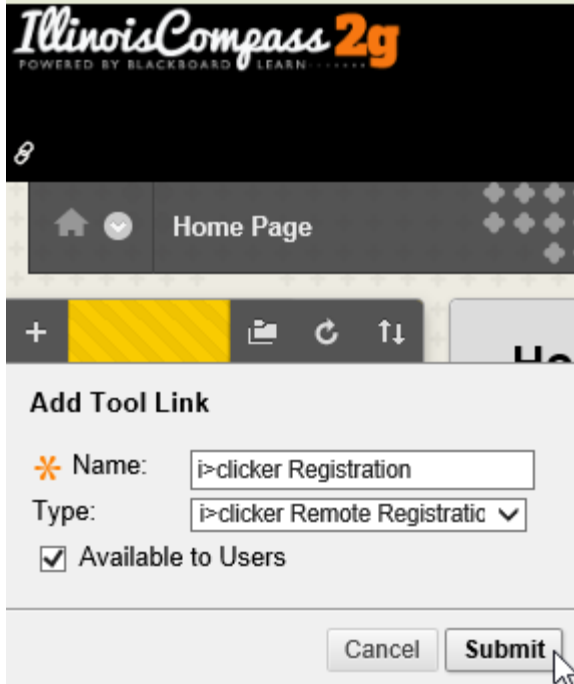 IllinoisCompass 2g
POWERED BY BLACKBOARD LEARN
Home Page
Add Tool Link
Name: i>clicker Registration
Type: i>clicker Remote Registratio
Available to Users
Cancel Submit